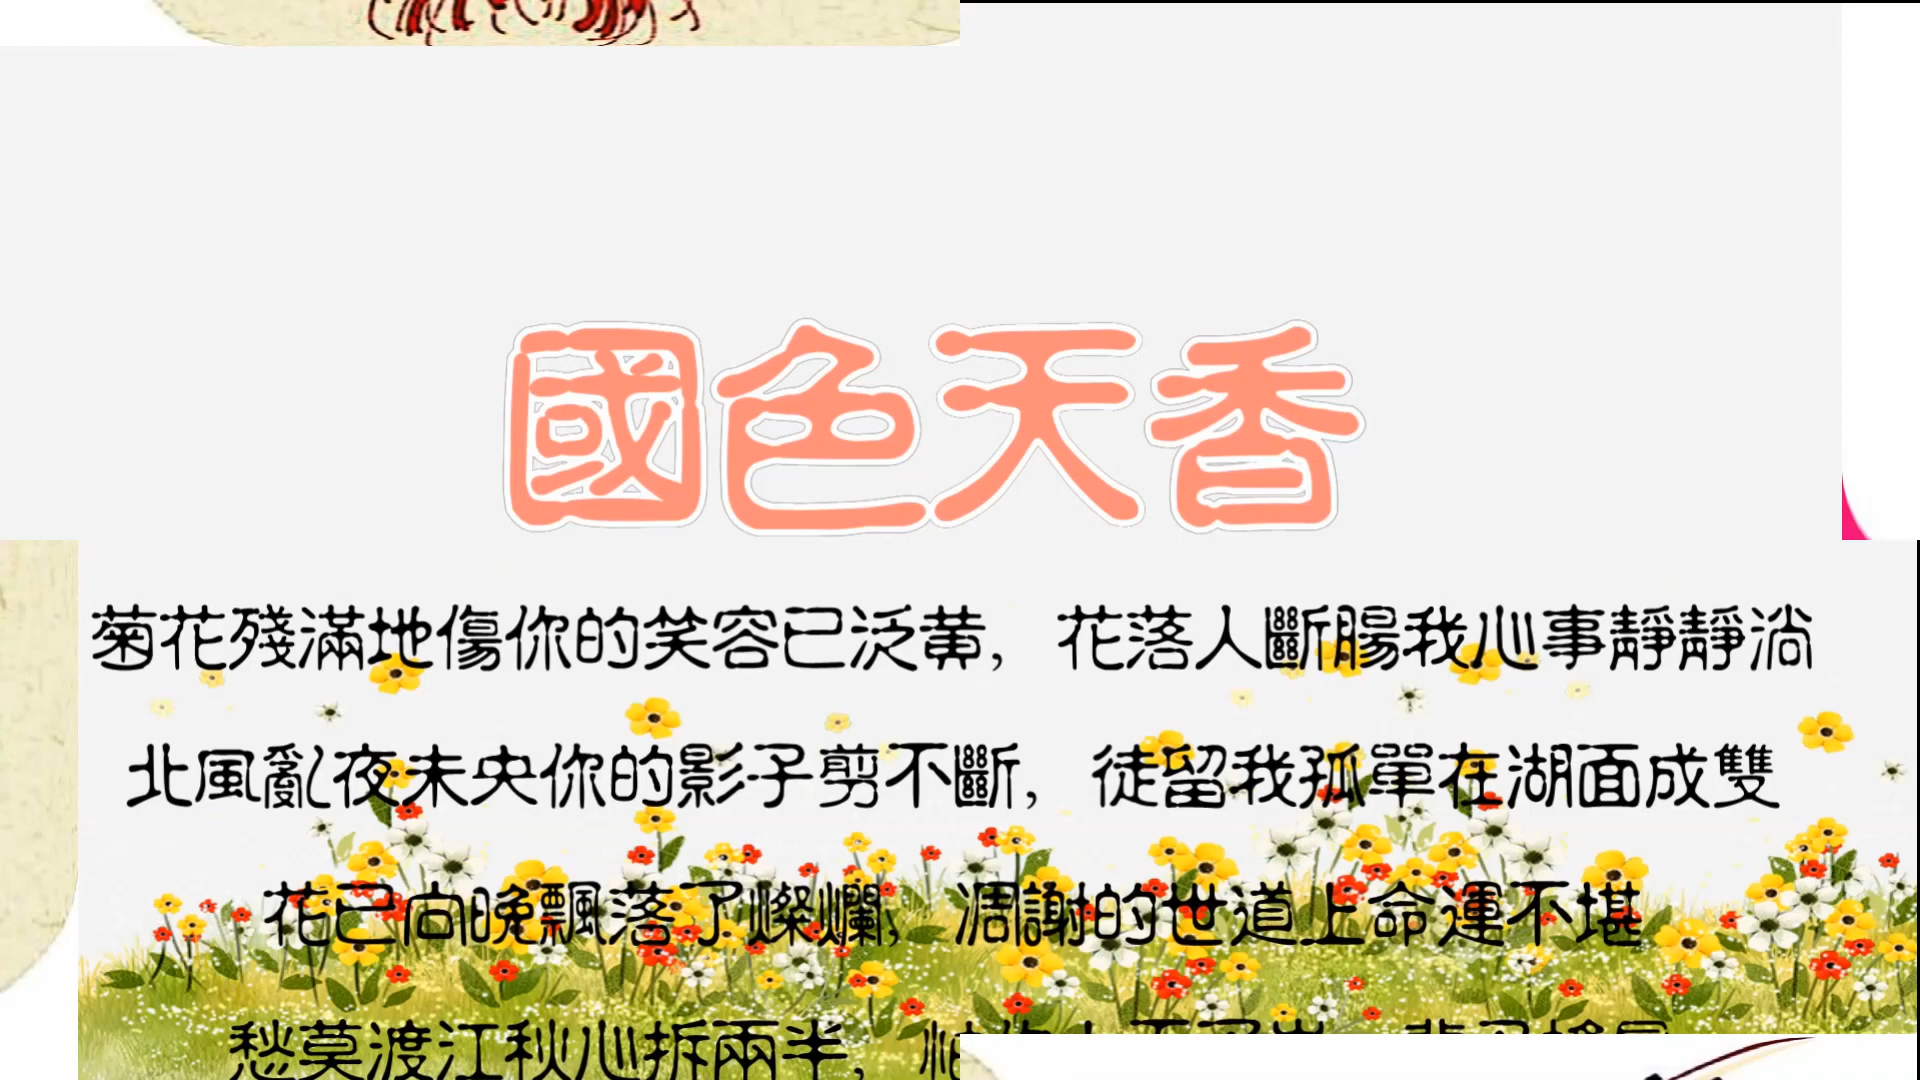 國色天香
菊花殘滿地傷你的笑容已泛黃，花落人斷腸我心事靜靜淌
北風亂夜未央你的影子剪不斷，徒留我孤單在湖面成雙
花已向晚飄落了燦爛，凋謝的世道上命運不堪
愁莫渡江秋心拆兩半，